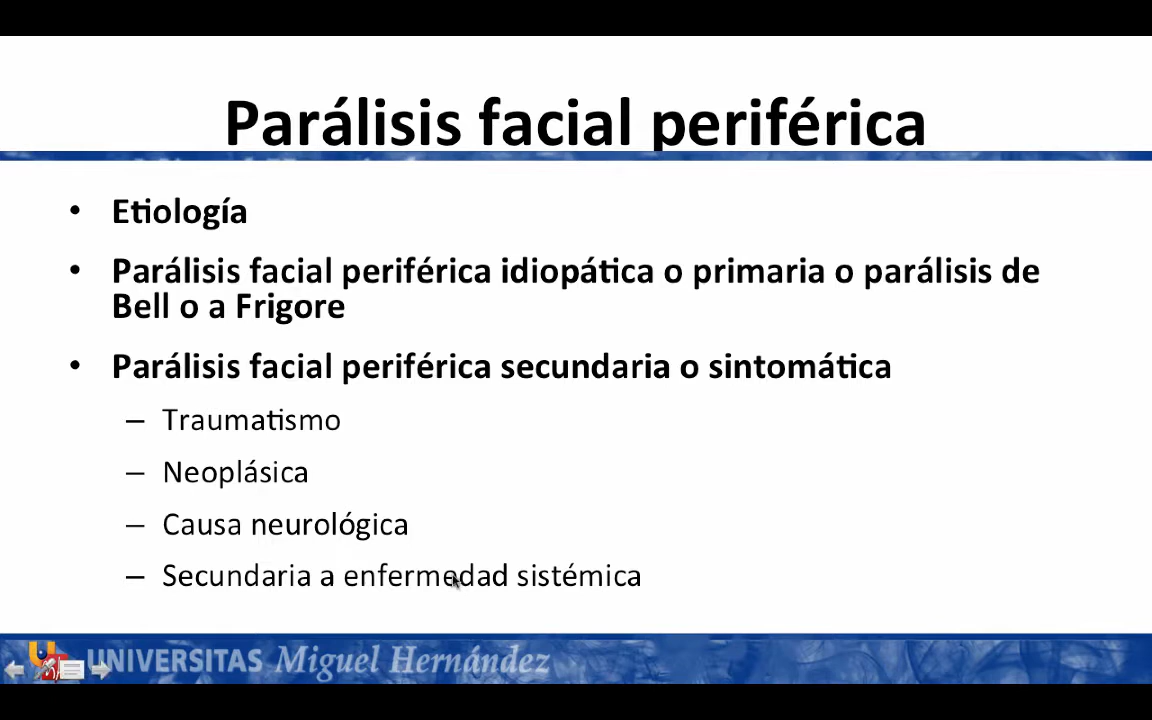 Parálisis facial periférica
• Etiología
• Parálisis facial periférica idiopática o primaria o parálisis de
Bell o a Frigore
• Parálisis facial periférica secundaria o sintomática
– Traumatismo
– Neoplásica
– Causa neurológica
– Secundaria a enfermedad sistémica
UNIVERSITAS Miguel Hernández